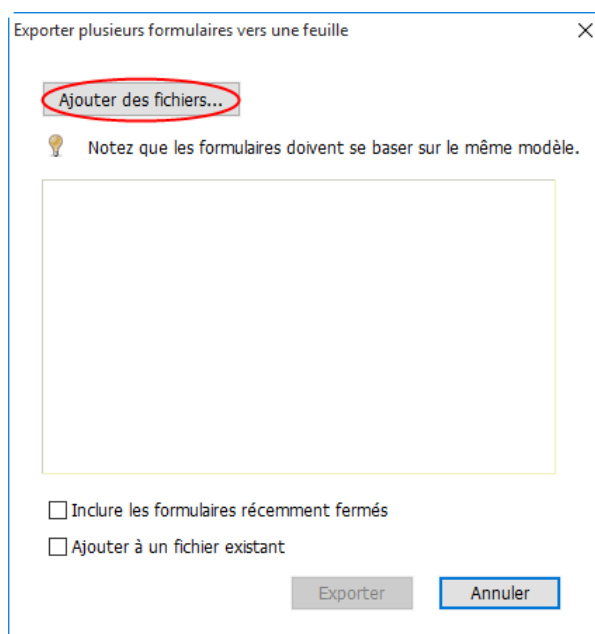 Exporter plusieurs formulaires vers une feuille
Ajouter des fichiers...
Notez que les formulaires doivent se baser sur le même modèle.
Inclure les formulaires récemment fermés
Ajouter à un fichier existant
Exporter Annuler